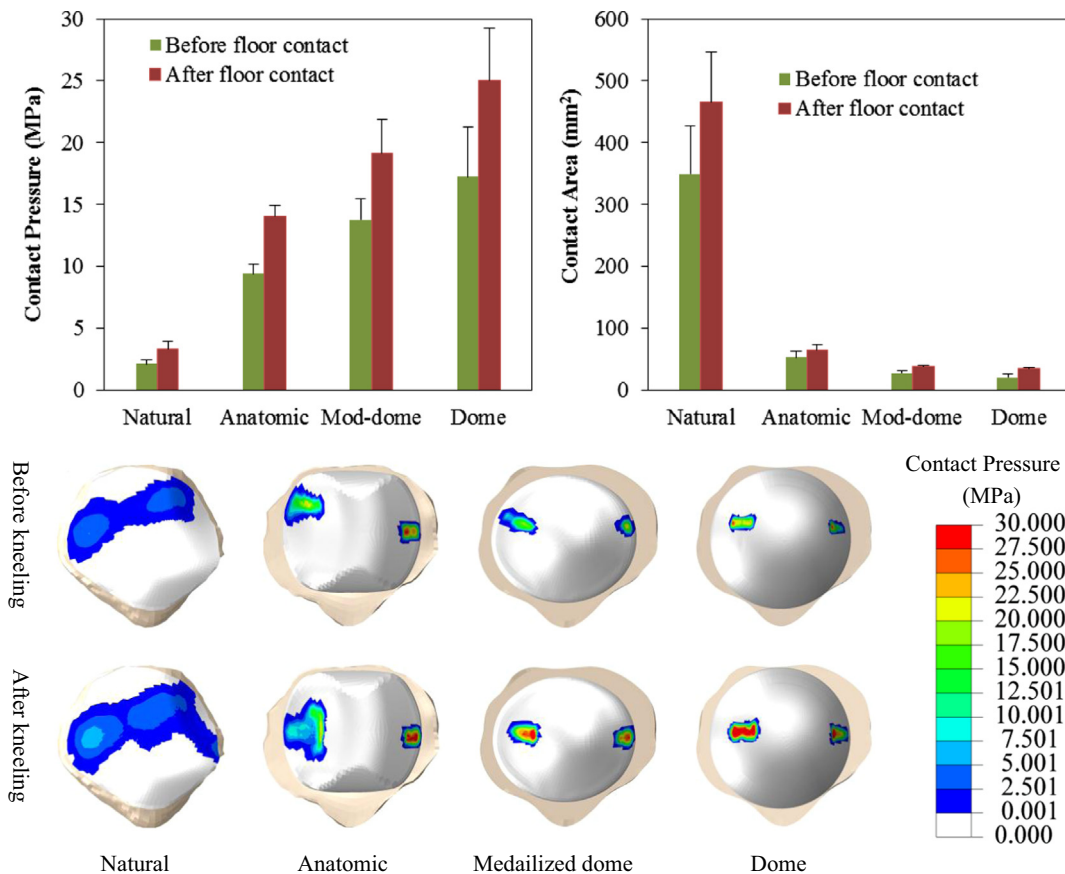 30
25
20
15
10
5
0
Contact Pressure (MPa)
Before floor contact
After floor contact
Natural Anatomic Mod-dome Dome
600
500
400
300
200
100
0
Contact Area (mm²)
Before floor contact
After floor contact
Natural Anatomic Mod-dome Dome
Before kneeling
After kneeling
Contact Pressure
(MPa)
30.000
27.500
25.000
22.500
20.000
17.500
15.000
12.501
10.001
7.501
5.001
2.501
0.001
0.000
Natural Anatomic Medailized dome Dome